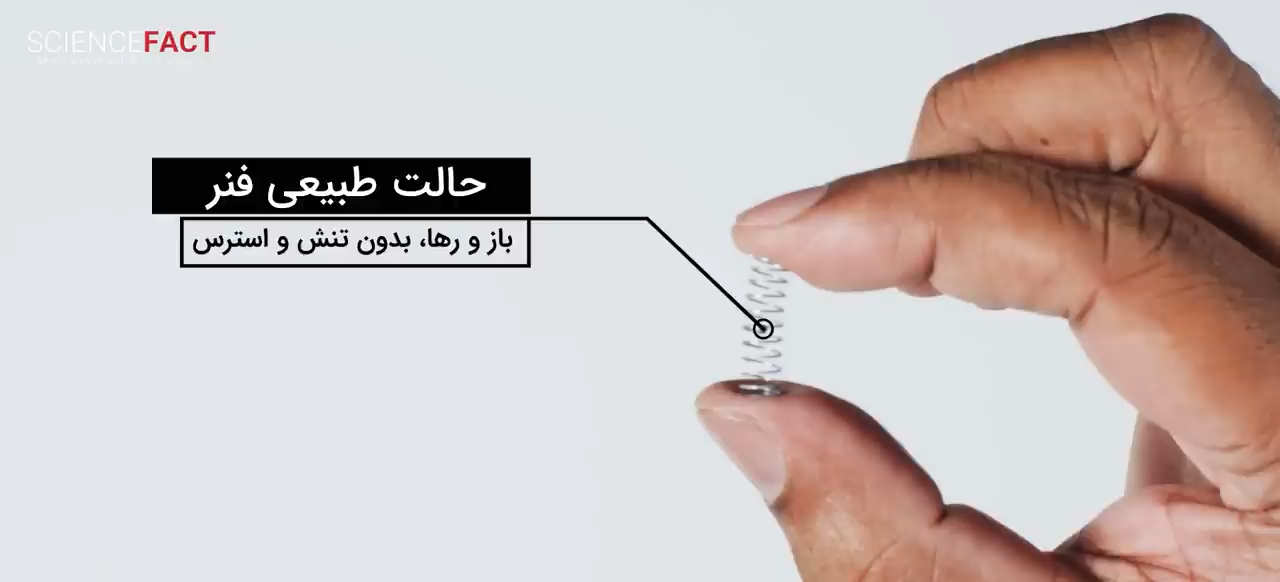 SCIENCEFACT
حالت طبیعی فنر
باز و رها، بدون تنش و استرس